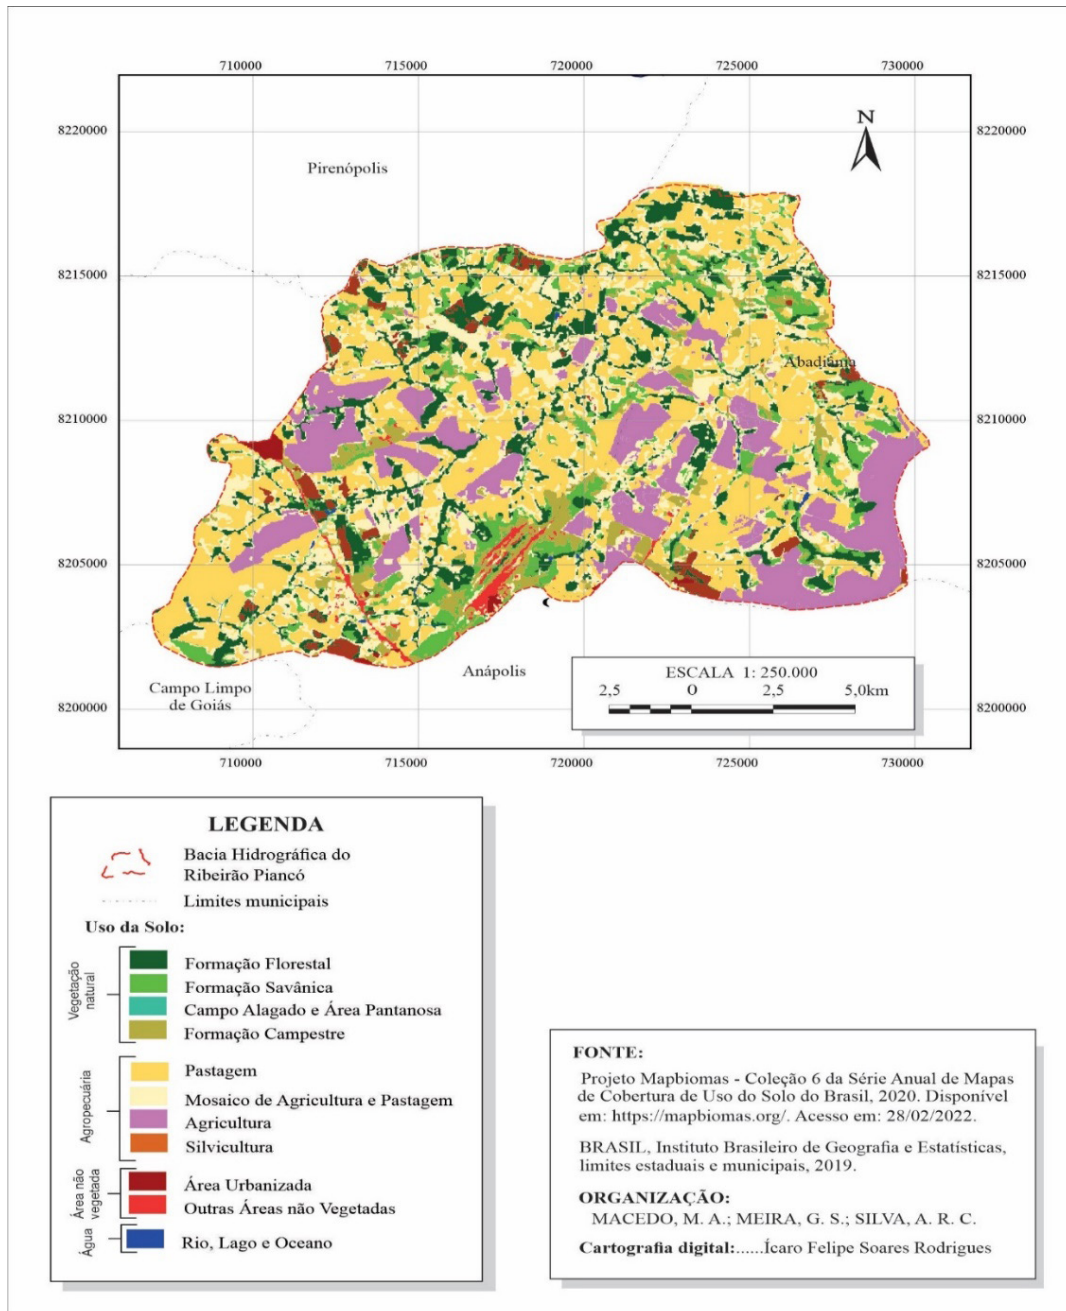 710000 715000 720000 725000 730000
N
8220000 8220000
Pirenópolis
8215000 8215000
Abadiânia
8210000 8210000
8205000 8205000
Anápolis
ESCALA 1: 250.000
2,5 0 2,5 5,0km
Campo Limpo
de Goiás
8200000 8200000
710000 715000 720000 725000 730000
LEGENDA
Bacia Hidrográfica do
Ribeirão Piancó
Limites municipais
Uso da Solo:
Vegetação
natural
Formação Florestal
Formação Savânica
Campo Alagado e Área Pantanosa
Formação Campestre
Agropecuária
Pastagem
Mosaico de Agricultura e Pastagem
Agricultura
Silvicultura
Área não
vegetada
Área Urbanizada
Outras Áreas não Vegetadas
Água
Rio, Lago e Oceano
FONTE:
Projeto Mapbiomas - Coleção 6 da Série Anual de Mapas
de Cobertura de Uso do Solo do Brasil, 2020. Disponível
em: https://mapbiomas.org/. Acesso em: 28/02/2022.
BRASIL, Instituto Brasileiro de Geografia e Estatísticas,
limites estaduais e municipais, 2019.
ORGANIZAÇÃO:
MACEDO, M. A.; MEIRA, G. S.; SILVA, A. R. C.
Cartografia digital:......Ícaro Felipe Soares Rodrigues